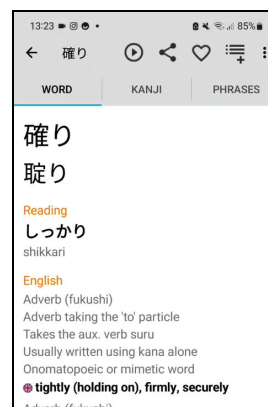 13:23
85%
確り
WORD KANJI PHRASES
確り
聢り
Reading
しっかり
shikkari
English
Adverb (fukushi)
Adverb taking the 'to' particle
Takes the aux. verb suru
Usually written using kana alone
Onomatopoeic or mimetic word
tightly (holding on), firmly, securely
Adverb (fukushi)